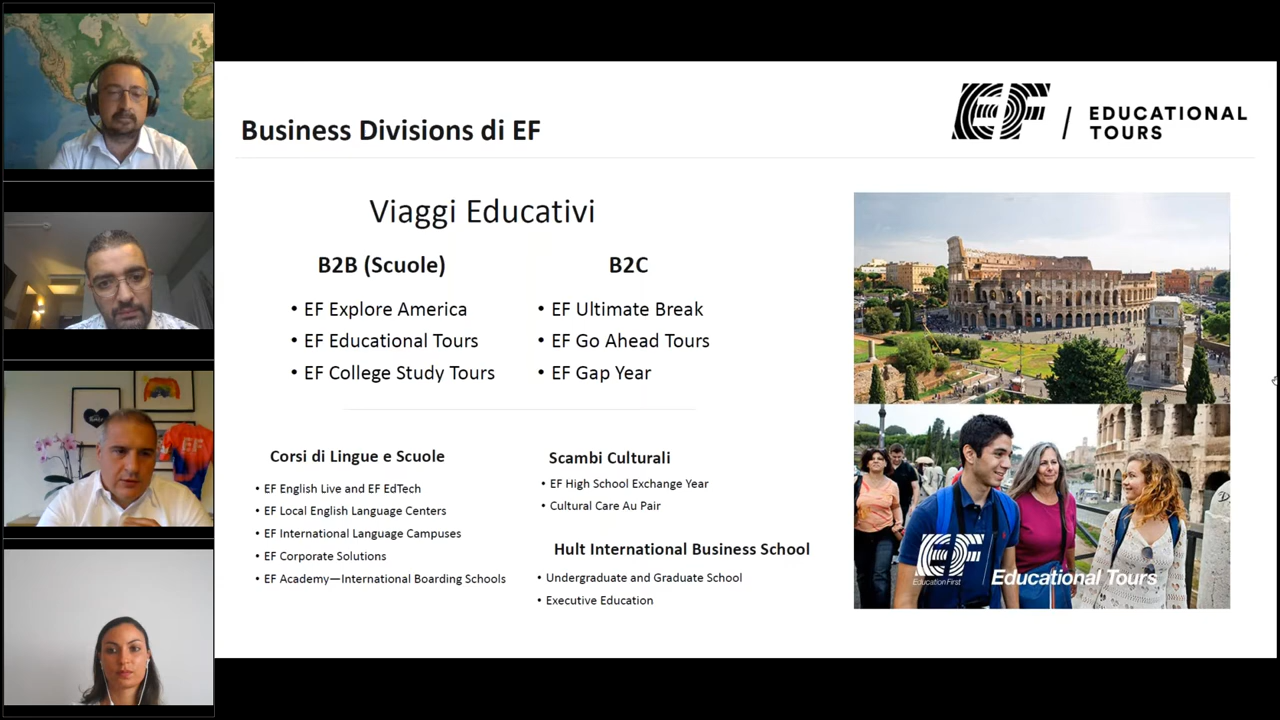 Business Divisions di EF
EF / EDUCATIONAL
TOURS
Viaggi Educativi
B2B (Scuole)
• EF Explore America
• EF Educational Tours
• EF College Study Tours
B2C
• EF Ultimate Break
• EF Go Ahead Tours
• EF Gap Year
Corsi di Lingue e Scuole
• EF English Live and EF EdTech
• EF Local English Language Centers
• EF International Language Campuses
• EF Corporate Solutions
• EF Academy—International Boarding Schools
Scambi Culturali
• EF High School Exchange Year
• Cultural Care Au Pair
Hult International Business School
• Undergraduate and Graduate School
• Executive Education
EF
Education First
Educational Tours
EF